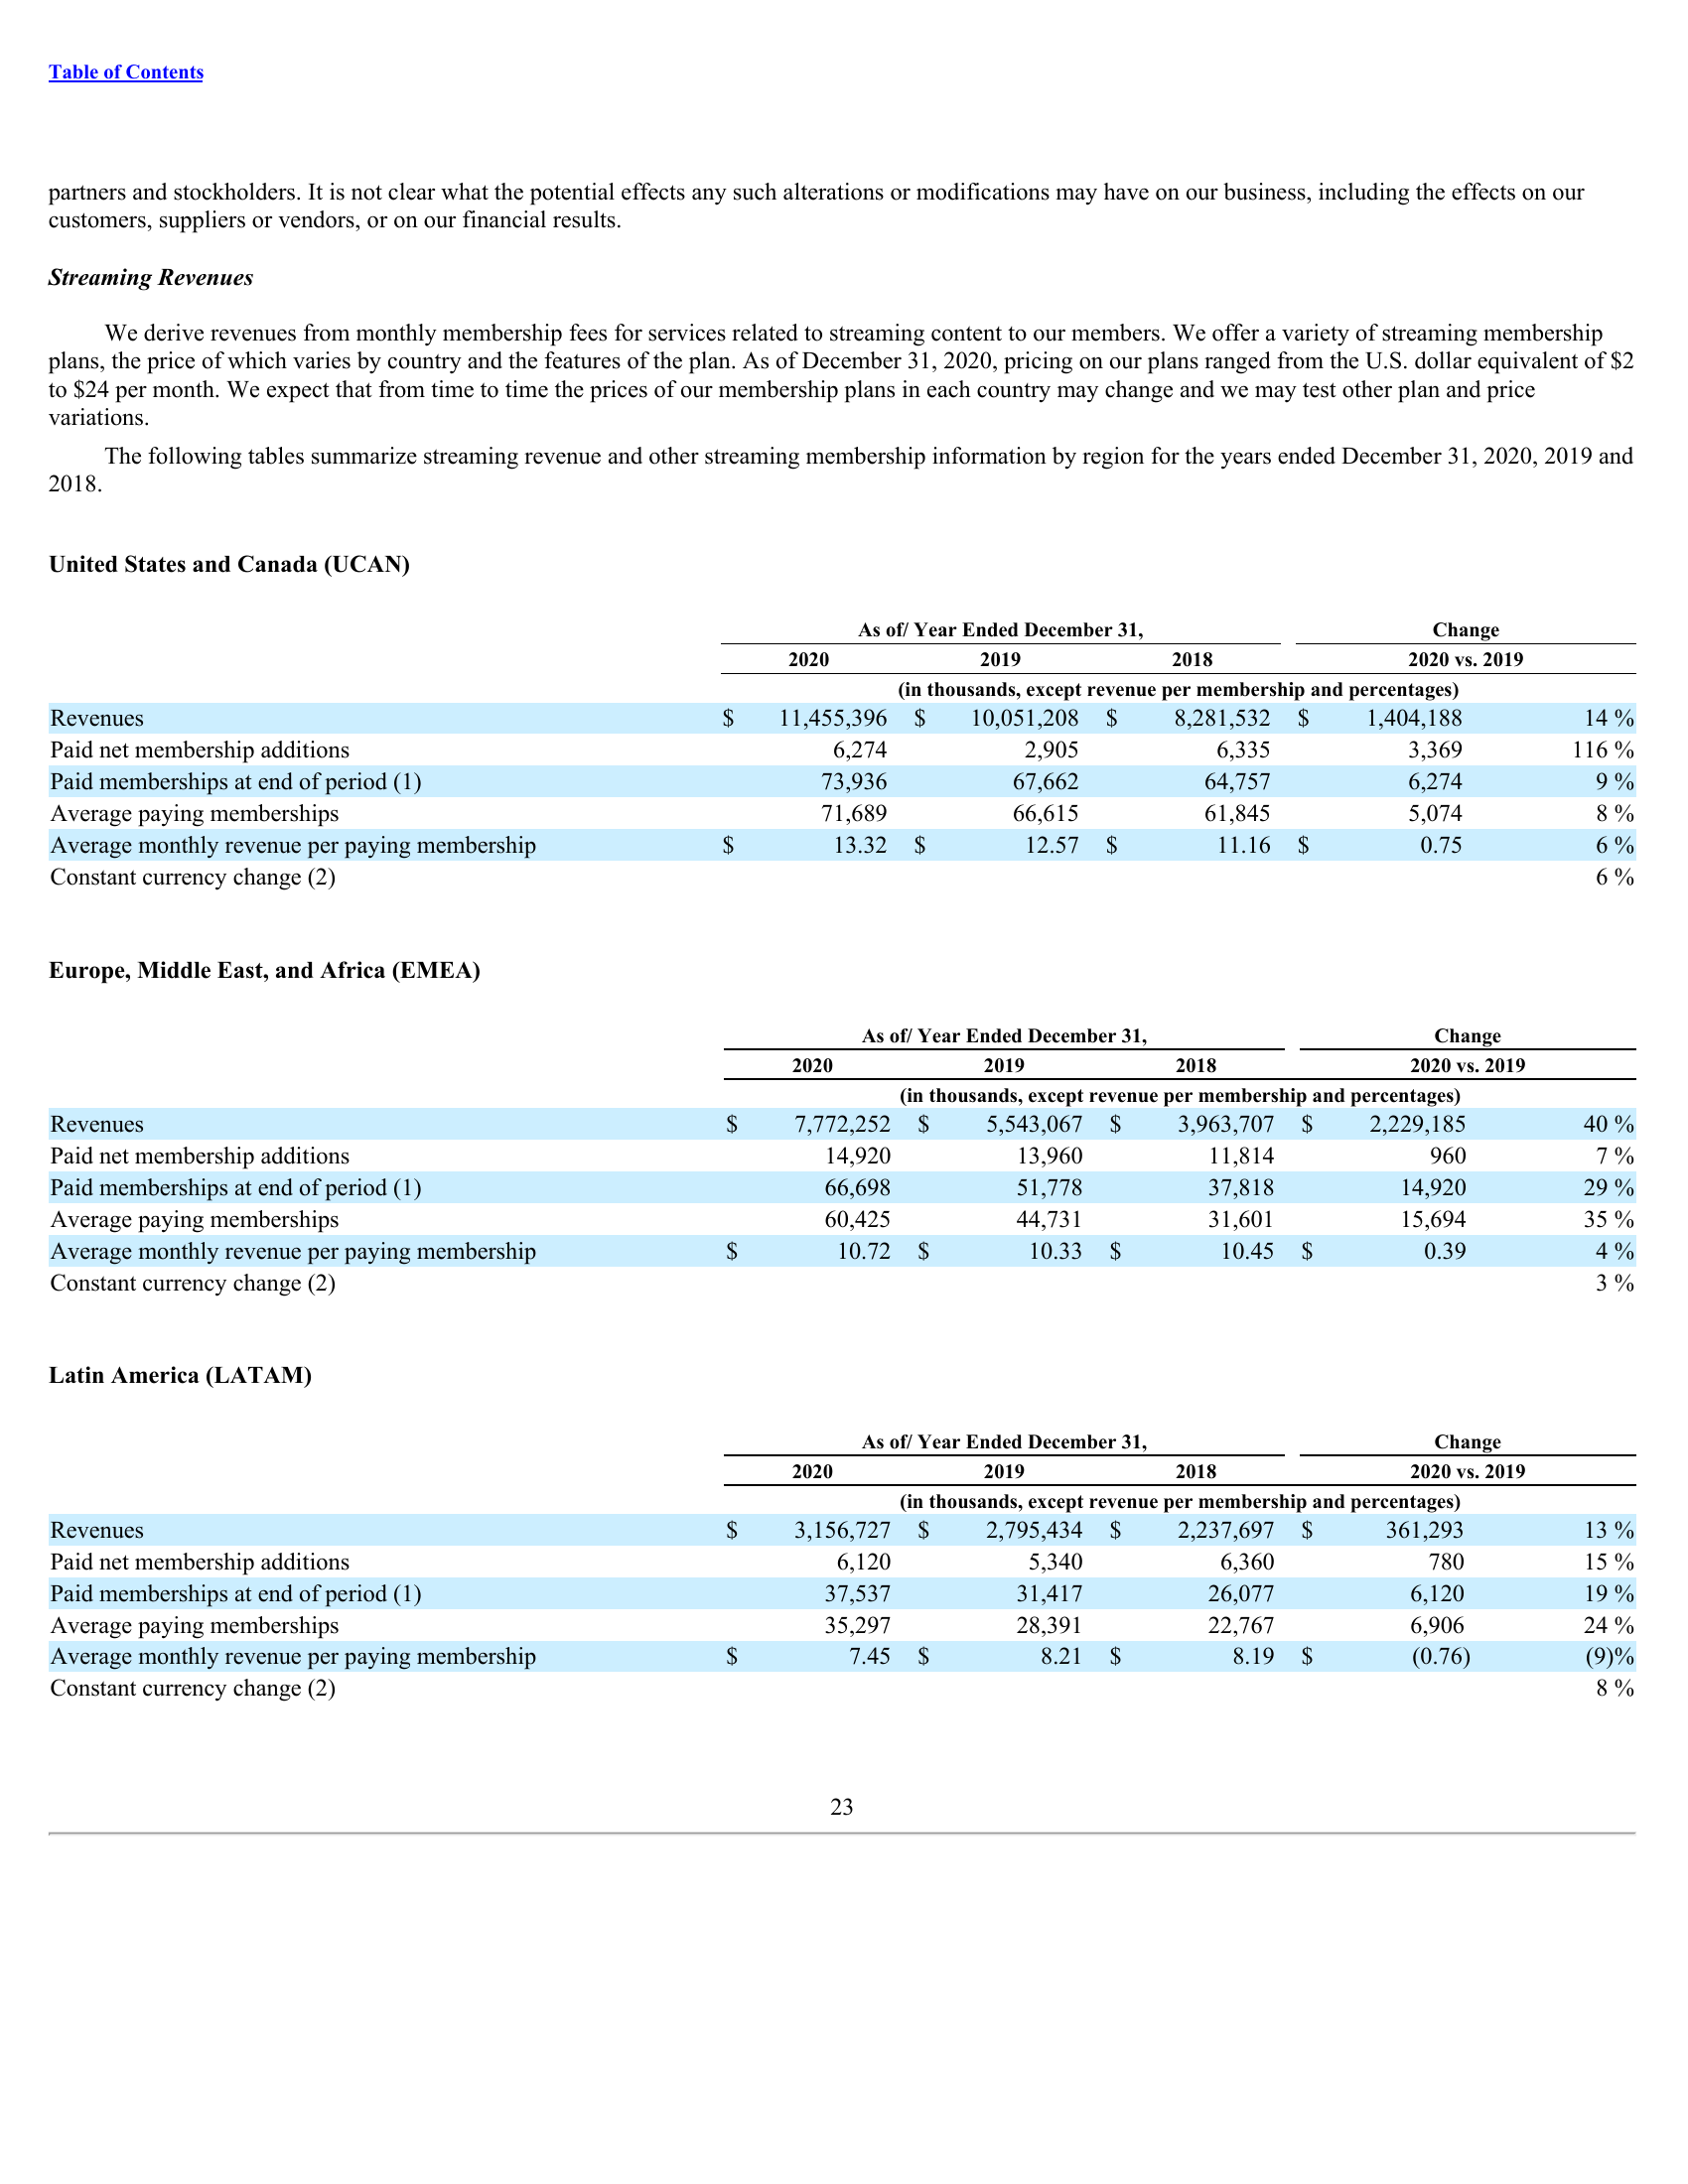 Table of Contents
partners and stockholders. It is not clear what the potential effects any such alterations or modifications may have on our business, including the effects on our
customers, suppliers or vendors, or on our financial results.
Streaming Revenues
We derive revenues from monthly membership fees for services related to streaming content to our members. We offer a variety of streaming membership
plans, the price of which varies by country and the features of the plan. As of December 31, 2020, pricing on our plans ranged from the U.S. dollar equivalent of $2
to $24 per month. We expect that from time to time the prices of our membership plans in each country may change and we may test other plan and price
variations.
The following tables summarize streaming revenue and other streaming membership information by region for the years ended December 31, 2020, 2019 and
2018.
United States and Canada (UCAN)
As of/ Year Ended December 31, Change
2020 2019 2018 2020 vs. 2019
(in thousands, except revenue per membership and percentages)
Revenues $ 11,455,396 $ 10,051,208 $ 8,281,532 $ 1,404,188 14 %
Paid net membership additions 6,274 2,905 6,335 3,369 116 %
Paid memberships at end of period (1) 73,936 67,662 64,757 6,274 9 %
Average paying memberships 71,689 66,615 61,845 5,074 8 %
Average monthly revenue per paying membership $ 13.32 $ 12.57 $ 11.16 $ 0.75 6 %
Constant currency change (2) 6 %
Europe, Middle East, and Africa (EMEA)
As of/ Year Ended December 31, Change
2020 2019 2018 2020 vs. 2019
(in thousands, except revenue per membership and percentages)
Revenues $ 7,772,252 $ 5,543,067 $ 3,963,707 $ 2,229,185 40 %
Paid net membership additions 14,920 13,960 11,814 960 7 %
Paid memberships at end of period (1) 66,698 51,778 37,818 14,920 29 %
Average paying memberships 60,425 44,731 31,601 15,694 35 %
Average monthly revenue per paying membership $ 10.72 $ 10.33 $ 10.45 $ 0.39 4 %
Constant currency change (2) 3 %
Latin America (LATAM)
As of/ Year Ended December 31, Change
2020 2019 2018 2020 vs. 2019
(in thousands, except revenue per membership and percentages)
Revenues $ 3,156,727 $ 2,795,434 $ 2,237,697 $ 361,293 13 %
Paid net membership additions 6,120 5,340 6,360 780 15 %
Paid memberships at end of period (1) 37,537 31,417 26,077 6,120 19 %
Average paying memberships 35,297 28,391 22,767 6,906 24 %
Average monthly revenue per paying membership $ 7.45 $ 8.21 $ 8.19 $ (0.76) (9)%
Constant currency change (2) 8 %
23